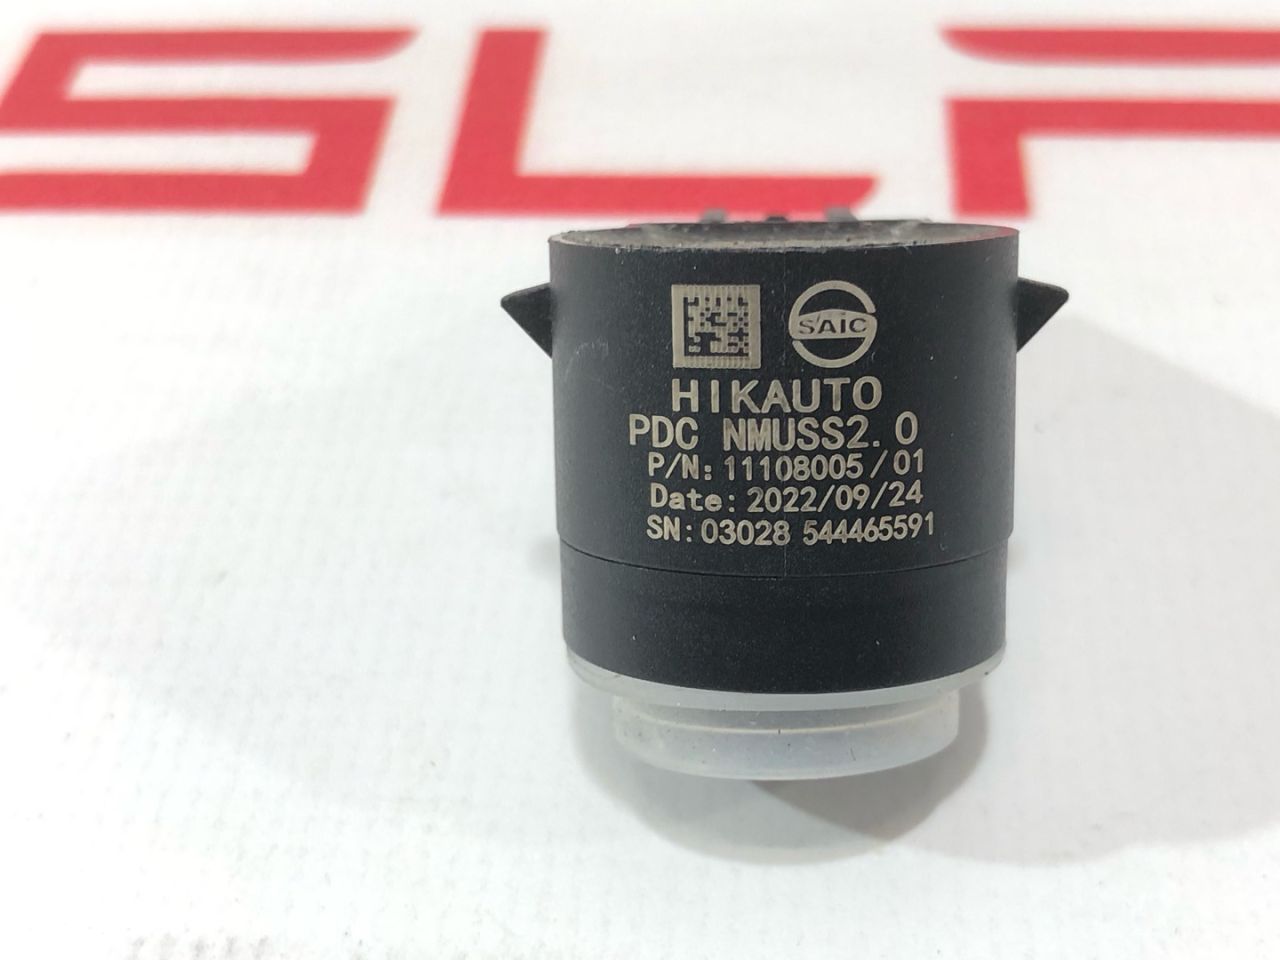 SAIC
HIKAUTO
PDC NMUSS2.0
P/N: 11108005/01
Date: 2022/09/24
SN: 03028 544465591